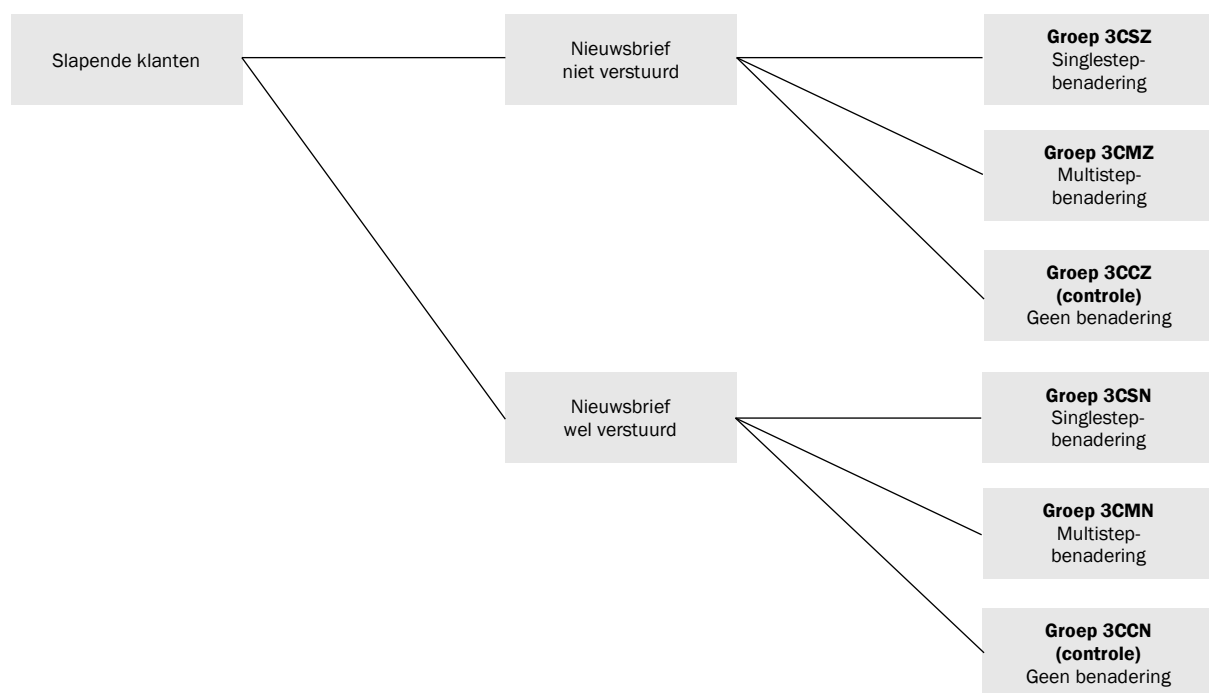 Slapende klanten
Nieuwsbrief
niet verstuurd
Groep 3CSZ
Singlestep-
benadering
Groep 3CMZ
Multistep-
benadering
Groep 3CCZ
(controle)
Geen benadering
Nieuwsbrief
wel verstuurd
Groep 3CSN
Singlestep-
benadering
Groep 3CMN
Multistep-
benadering
Groep 3CCN
(controle)
Geen benadering